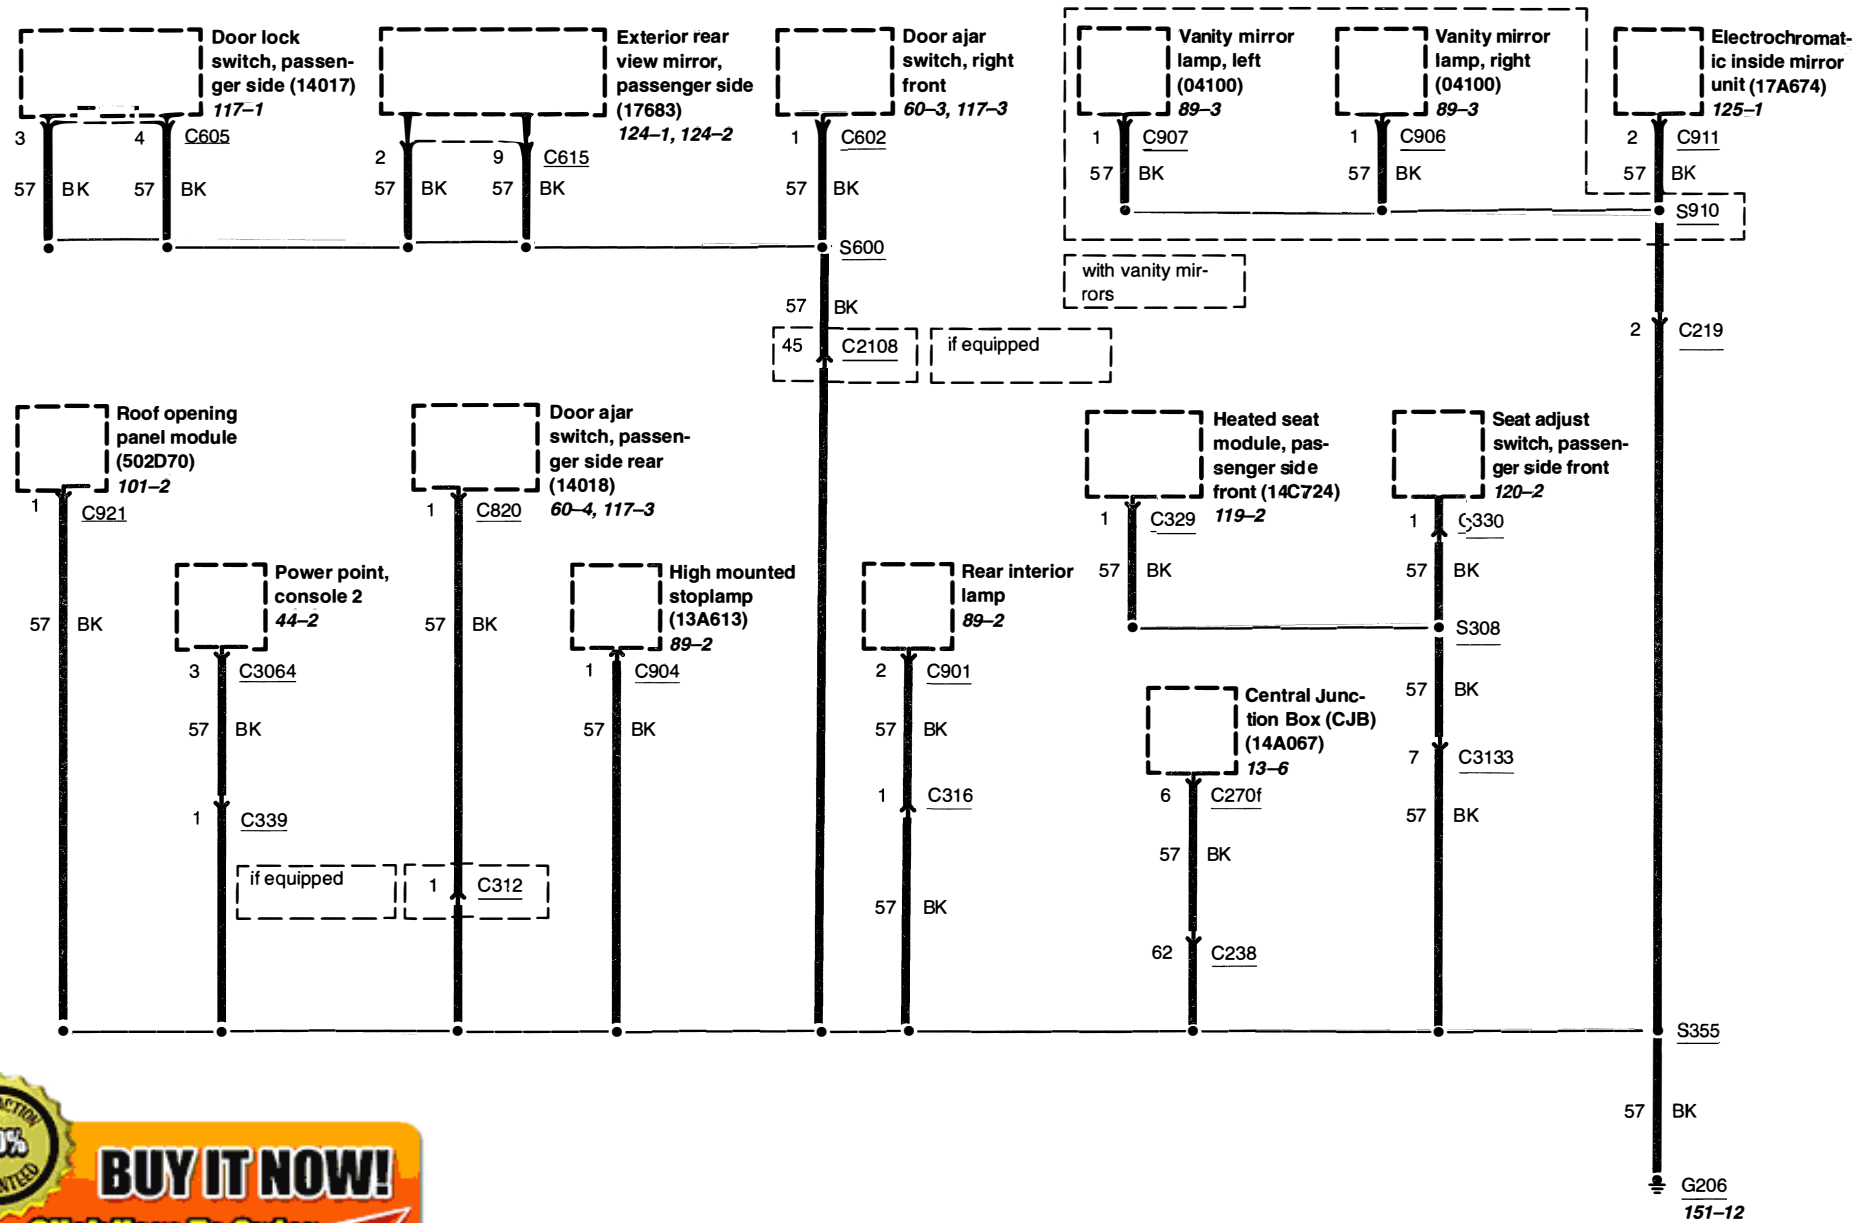 Door lock
switch, passen-
ger side (14017)
117–1
3
4
C605
57
BK
57
BK
Exterior rear
view mirror,
passenger side
(17683)
124–1, 124–2
2
9
C615
57
BK
57
BK
Door ajar
switch, right
front
60–3, 117–3
1
C602
57
BK
S600
57
BK
45
C2108
if equipped
Vanity mirror
lamp, left
(04100)
89–3
1
C907
57
BK
Vanity mirror
lamp, right
(04100)
89–3
1
C906
57
BK
Electrochromat-
ic inside mirror
unit (17A674)
125–1
2
C911
57
BK
S910
with vanity mir-
rors
2
C219
Roof opening
panel module
(502D70)
101–2
1
C921
57
BK
Power point,
console 2
44–2
3
C3064
57
BK
1
C339
Door ajar
switch, passen-
ger side rear
(14018)
60–4, 117–3
1
C820
57
BK
if equipped
1
C312
High mounted
stoplamp
(13A613)
89–2
1
C904
57
BK
Rear interior
lamp
89–2
2
C901
57
BK
1
C316
57
BK
Heated seat
module, pas-
senger side
front (14C724)
119–2
1
C329
57
BK
Seat adjust
switch, passen-
ger side front
120–2
1
C330
57
BK
S308
57
BK
7
C3133
57
BK
Central Junc-
tion Box (CJB)
(14A067)
13–6
6
C270f
57
BK
62
C238
S355
57
BK
G206
151–12
BUY IT NOW!